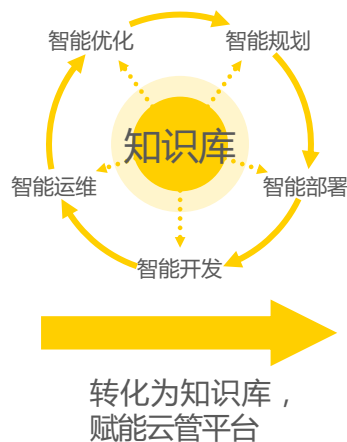 智能优化
智能规划
知识库
智能运维
智能部署
智能开发
转化为知识库，
赋能云管平台